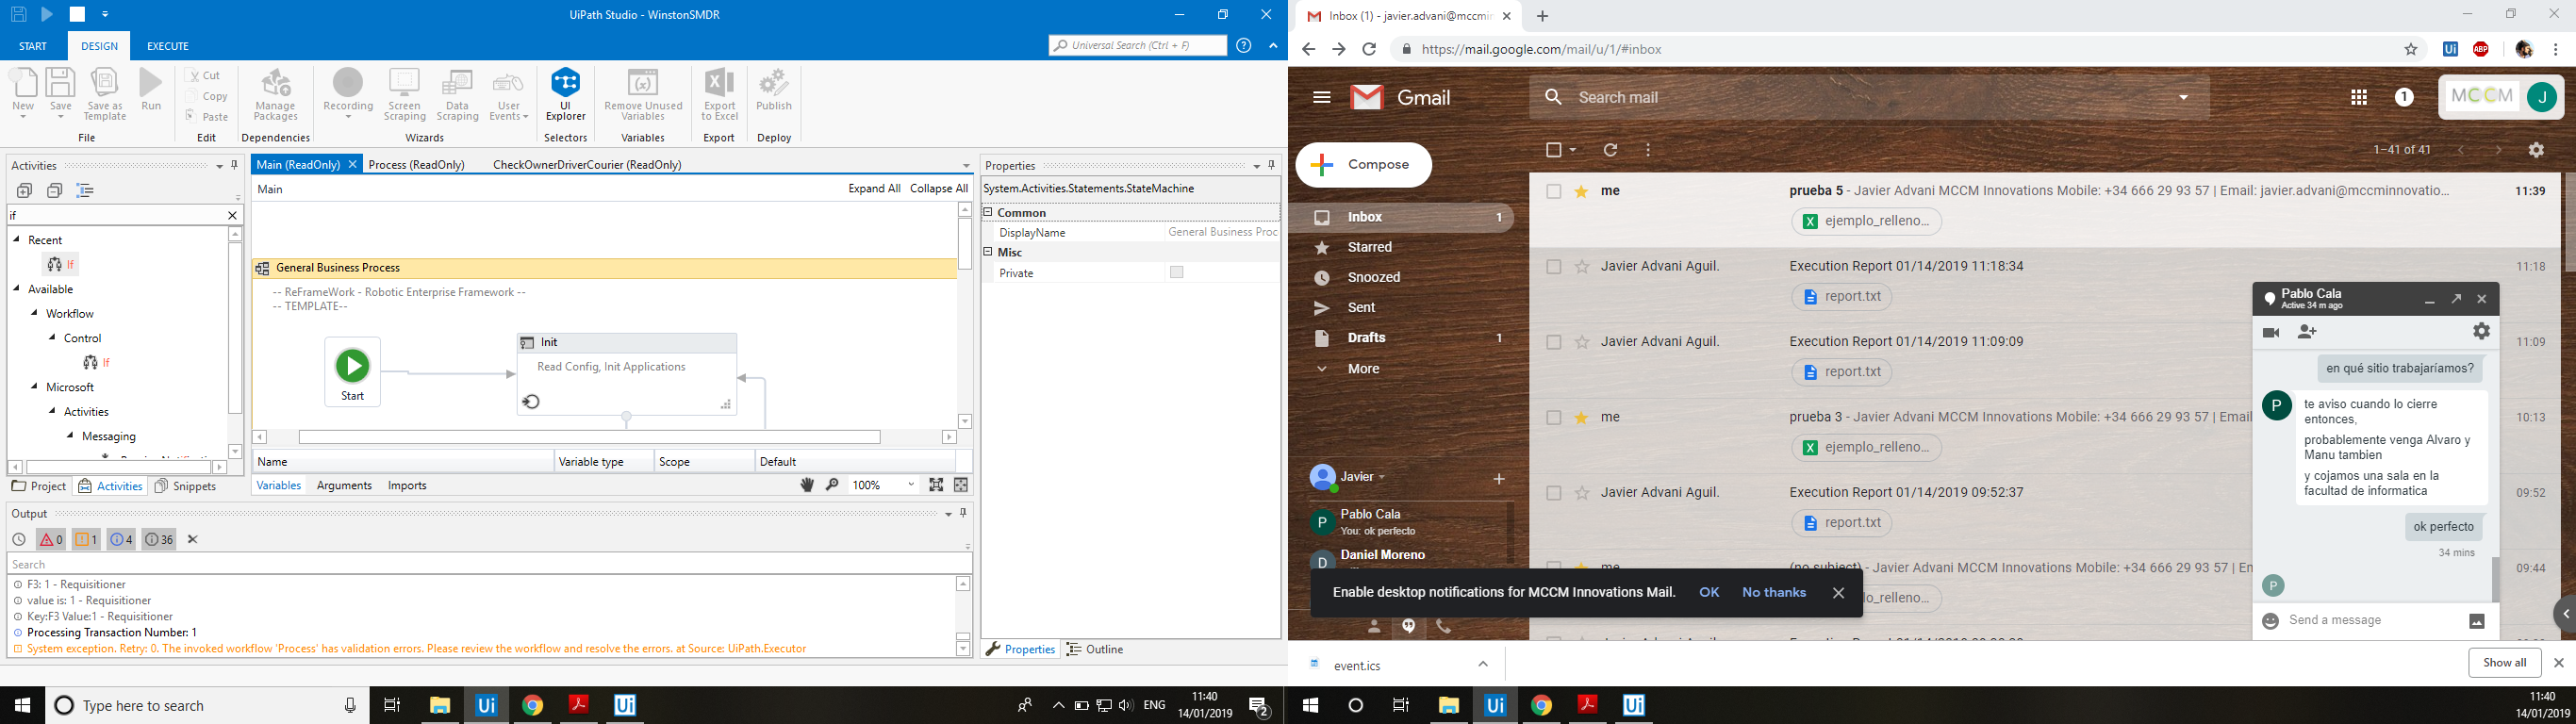 UiPath Studio - WinstonSMDR
START
DESIGN
EXECUTE
Universal Search (Ctrl + F)
New
Save
Save as Template
Run
Cut
Copy
Paste
Manage Packages
Recording
Screen Scraping
Data Scraping
User Events
UI Explorer
Remove Unused Variables
Export to Excel
Publish
File
Edit
Dependencies
Wizards
Selectors
Variables
Export
Deploy
Activities
if
Recent
If
Available
Workflow
Control
If
Microsoft
Activities
Messaging
Project
Activities
Snippets
Main (ReadOnly)
Process (ReadOnly)
CheckOwnerDriverCourier (ReadOnly)
Main
Expand All
Collapse All
General Business Process
-- ReFrameWork - Robotic Enterprise Framework --
-- TEMPLATE--
Start
Init
Read Config, Init Applications
Name
Variable type
Scope
Default
Variables
Arguments
Imports
100%
Properties
System.Activities.Statements.StateMachine
Common
DisplayName
General Business Proc
Misc
Private
Properties
Outline
Output
0
1
4
36
Search
F3: 1 - Requisitioner
value is: 1 - Requisitioner
Key:F3 Value:1 - Requisitioner
Processing Transaction Number: 1
System exception. Retry: 0. The invoked workflow 'Process' has validation errors. Please review the workflow and resolve the errors. at Source: UiPath.Executor
Type here to search
ENG
11:40
14/01/2019
2
Inbox (1) - javier.advani@mccmin
https://mail.google.com/mail/u/1/#inbox
Ui
ABP
Gmail
Search mail
1
MCCM
J
Compose
1–41 of 41
Inbox 1
Starred
Snoozed
Sent
Drafts 1
More
me
prueba 5 - Javier Advani MCCM Innovations Mobile: +34 666 29 93 57 | Email: javier.advani@mccminnovatio...
11:39
ejemplo_relleno...
Javier Advani Aguil.
Execution Report 01/14/2019 11:18:34
11:18
report.txt
Javier Advani Aguil.
Execution Report 01/14/2019 11:09:09
11:09
report.txt
me
prueba 3 - Javier Advani MCCM Innovations Mobile: +34 666 29 93 57 | Email
10:13
ejemplo_relleno...
Javier Advani Aguil.
Execution Report 01/14/2019 09:52:37
09:52
report.txt
me
(no subject) - Javier Advani MCCM Innovations Mobile: +34 666 29 93 57 | En
09:44
lo_relleno...
Javier
P
Pablo Cala
You: ok perfecto
D
Daniel Moreno
Enable desktop notifications for MCCM Innovations Mail.
OK
No thanks
Pablo Cala
Active 34 m ago
en qué sitio trabajaríamos?
P
te aviso cuando lo cierre
entonces,
probablemente venga Alvaro y
Manu tambien
y cojamos una sala en la
facultad de informatica
ok perfecto
34 mins
P
Send a message
event.ics
Show all
11:40
14/01/2019